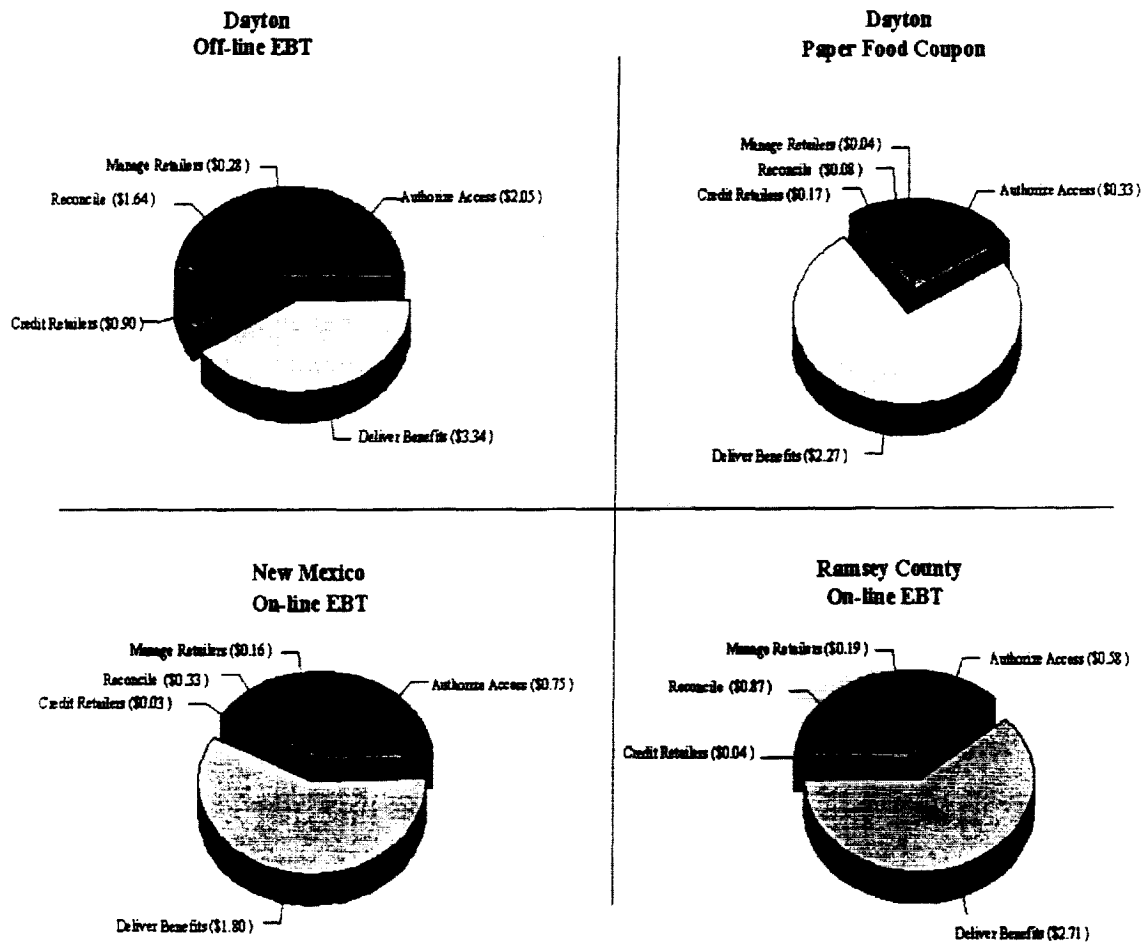 Dayton
Off-line EBT
Manage Retailers ($0.28)
Reconcile ($1.64)
Authorize Access ($2.05)
Credit Retailers ($0.90)
Deliver Benefits ($3.34)
Dayton
Paper Food Coupon
Manage Retailers ($0.04)
Reconcile ($0.08)
Credit Retailers ($0.17)
Authorize Access ($0.33)
Deliver Benefits ($2.27)
New Mexico
On-line EBT
Manage Retailers ($0.16)
Reconcile ($0.33)
Credit Retailers ($0.03)
Authorize Access ($0.75)
Deliver Benefits ($1.80)
Ramsey County
On-line EBT
Manage Retailers ($0.19)
Authorize Access ($0.58)
Reconcile ($0.87)
Credit Retailers ($0.04)
Deliver Benefits ($2.71)